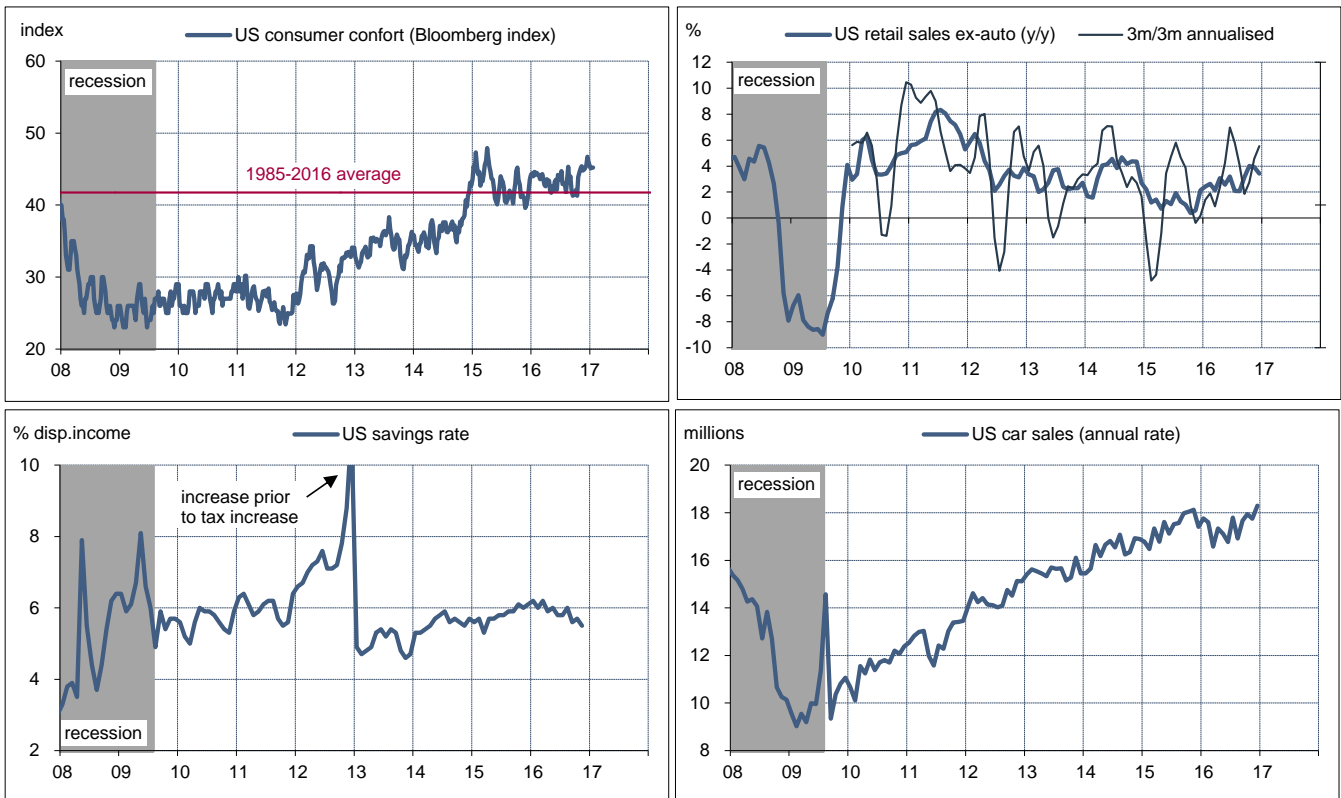 index
US consumer confort (Bloomberg index)
60
50
40
30
20
recession
1985-2016 average
08 09 10 11 12 13 14 15 16 17
%
US retail sales ex-auto (y/y) 3m/3m annualised
12
10
8
6
4
2
0
-2
-4
-6
-8
-10
recession
08 09 10 11 12 13 14 15 16 17
% disp.income
US savings rate
10
8
6
4
2
increase prior
to tax increase
recession
08 09 10 11 12 13 14 15 16 17
millions
US car sales (annual rate)
20
18
16
14
12
10
8
recession
08 09 10 11 12 13 14 15 16 17